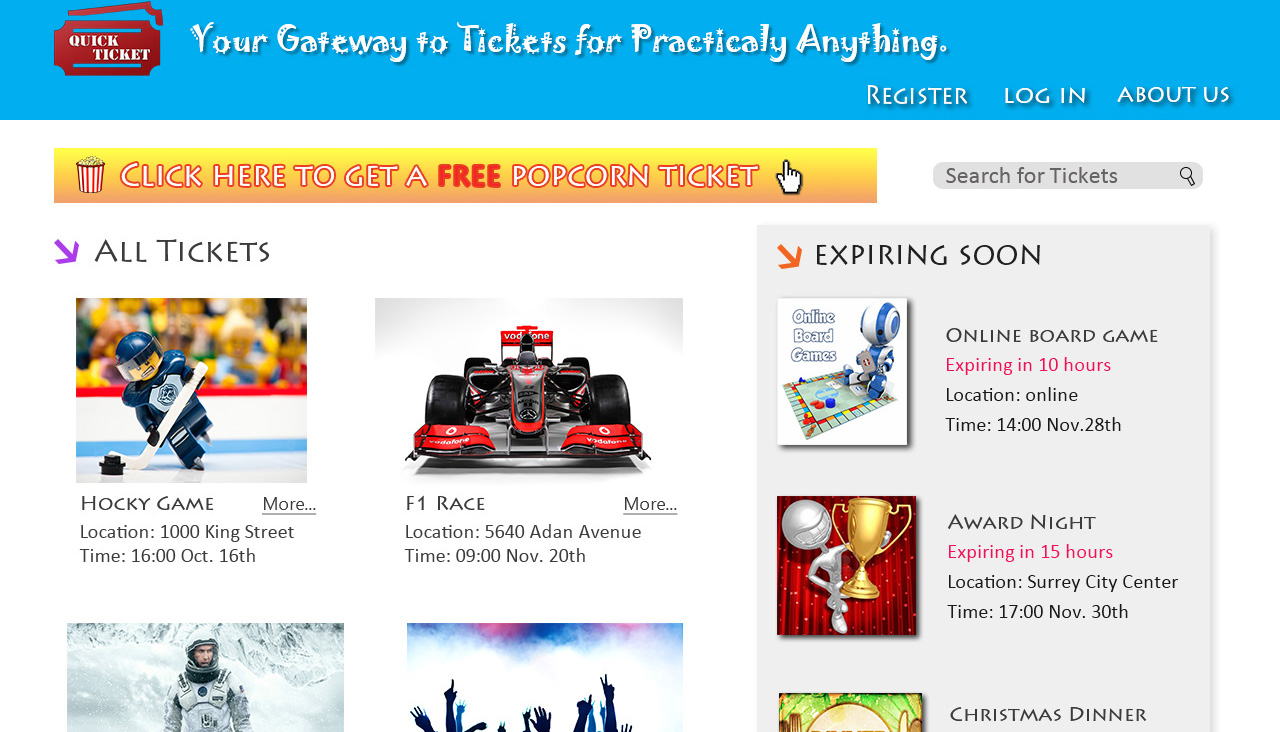 QUICK
TICKET
Your Gateway to Tickets for Practicaly Anything.
Register
log in
about us
Click here to get a FREE popcorn ticket
Search for Tickets
All Tickets
vodafone
vodafone
vodafone
Hocky Game
More...
Location: 1000 King Street
Time: 16:00 Oct. 16th
F1 Race
More...
Location: 5640 Adan Avenue
Time: 09:00 Nov. 20th
expiring soon
Online
Board
Games
Online board game
Expiring in 10 hours
Location: online
Time: 14:00 Nov.28th
Award Night
Expiring in 15 hours
Location: Surrey City Center
Time: 17:00 Nov. 30th
Christmas Dinner